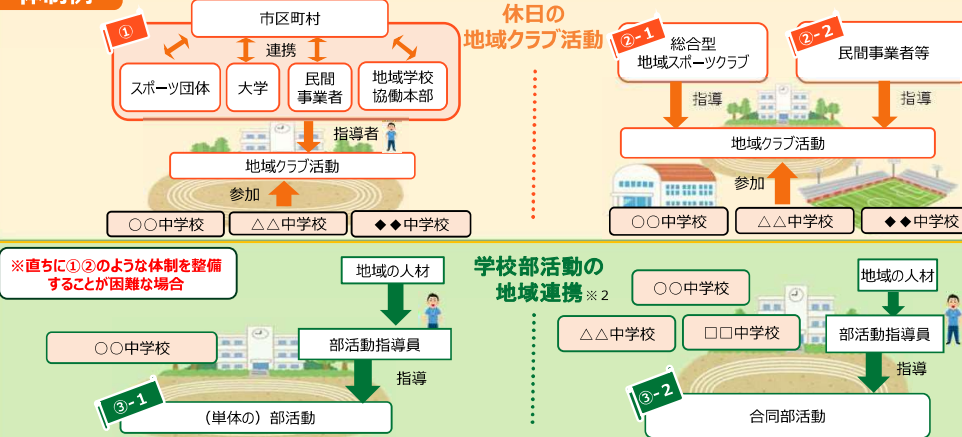 体制例
休日の
地域クラブ活動
①
市区町村
連携
スポーツ団体
大学
民間
事業者
地域学校
協働本部
指導者
地域クラブ活動
参加
○○中学校
△△中学校
◆◆中学校
②-1
総合型
地域スポーツクラブ
②-2
民間事業者等
指導
指導
地域クラブ活動
参加
○○中学校
△△中学校
◆◆中学校
※直ちに①②のような体制を整備
することが困難な場合
学校部活動の
地域連携※2
地域の人材
○○中学校
部活動指導員
指導
③-1
（単体の）部活動
○○中学校
△△中学校
□□中学校
地域の人材
部活動指導員
指導
③-2
合同部活動